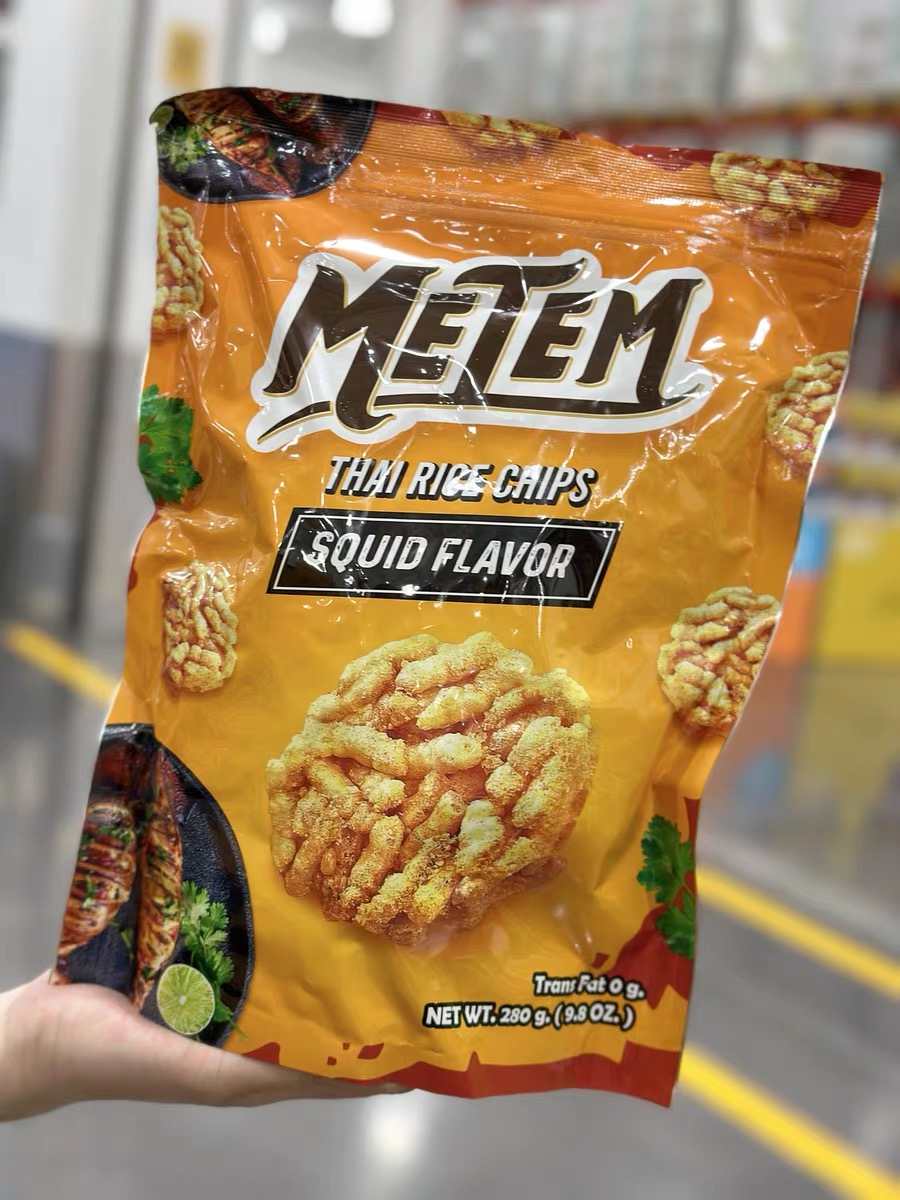 METEM
THAI RICE CHIPS
SQUID FLAVOR
Trans Fat 0 g.
NET WT. 280 g. ( 9.8 OZ. )